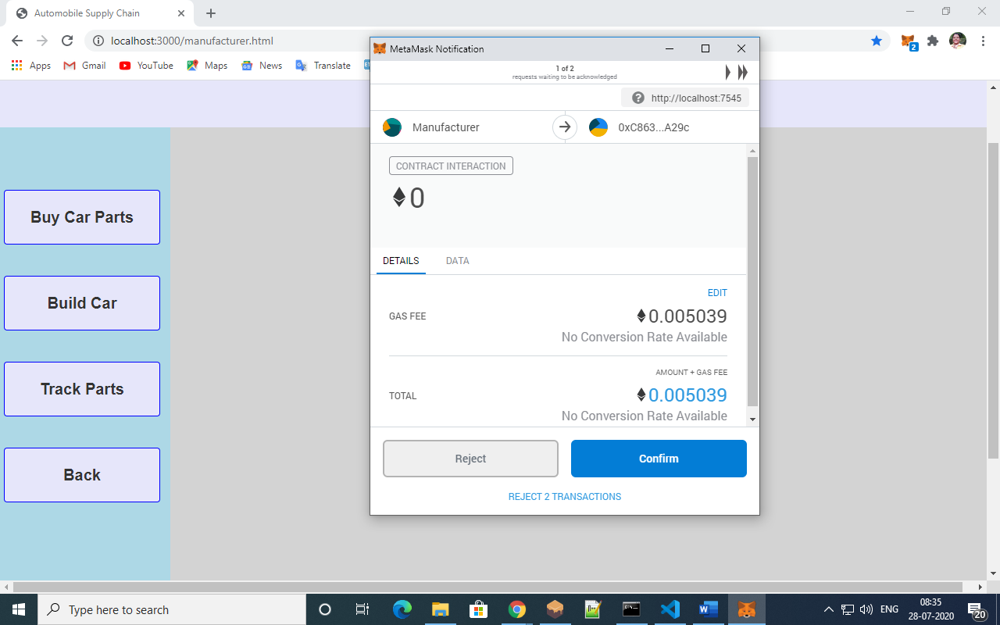 Automobile Supply Chain
localhost:3000/manufacturer.html
2
Apps
Gmail
YouTube
Maps
News
Translate
Buy Car Parts
Build Car
Track Parts
Back
MetaMask Notification
1 of 2
requests waiting to be acknowledged
http://localhost:7545
Manufacturer
0xC863...A29c
CONTRACT INTERACTION
0
DETAILS
DATA
EDIT
GAS FEE
0.005039
No Conversion Rate Available
AMOUNT + GAS FEE
TOTAL
0.005039
No Conversion Rate Available
Reject
Confirm
REJECT 2 TRANSACTIONS
Type here to search
ENG
08:35
28-07-2020
20